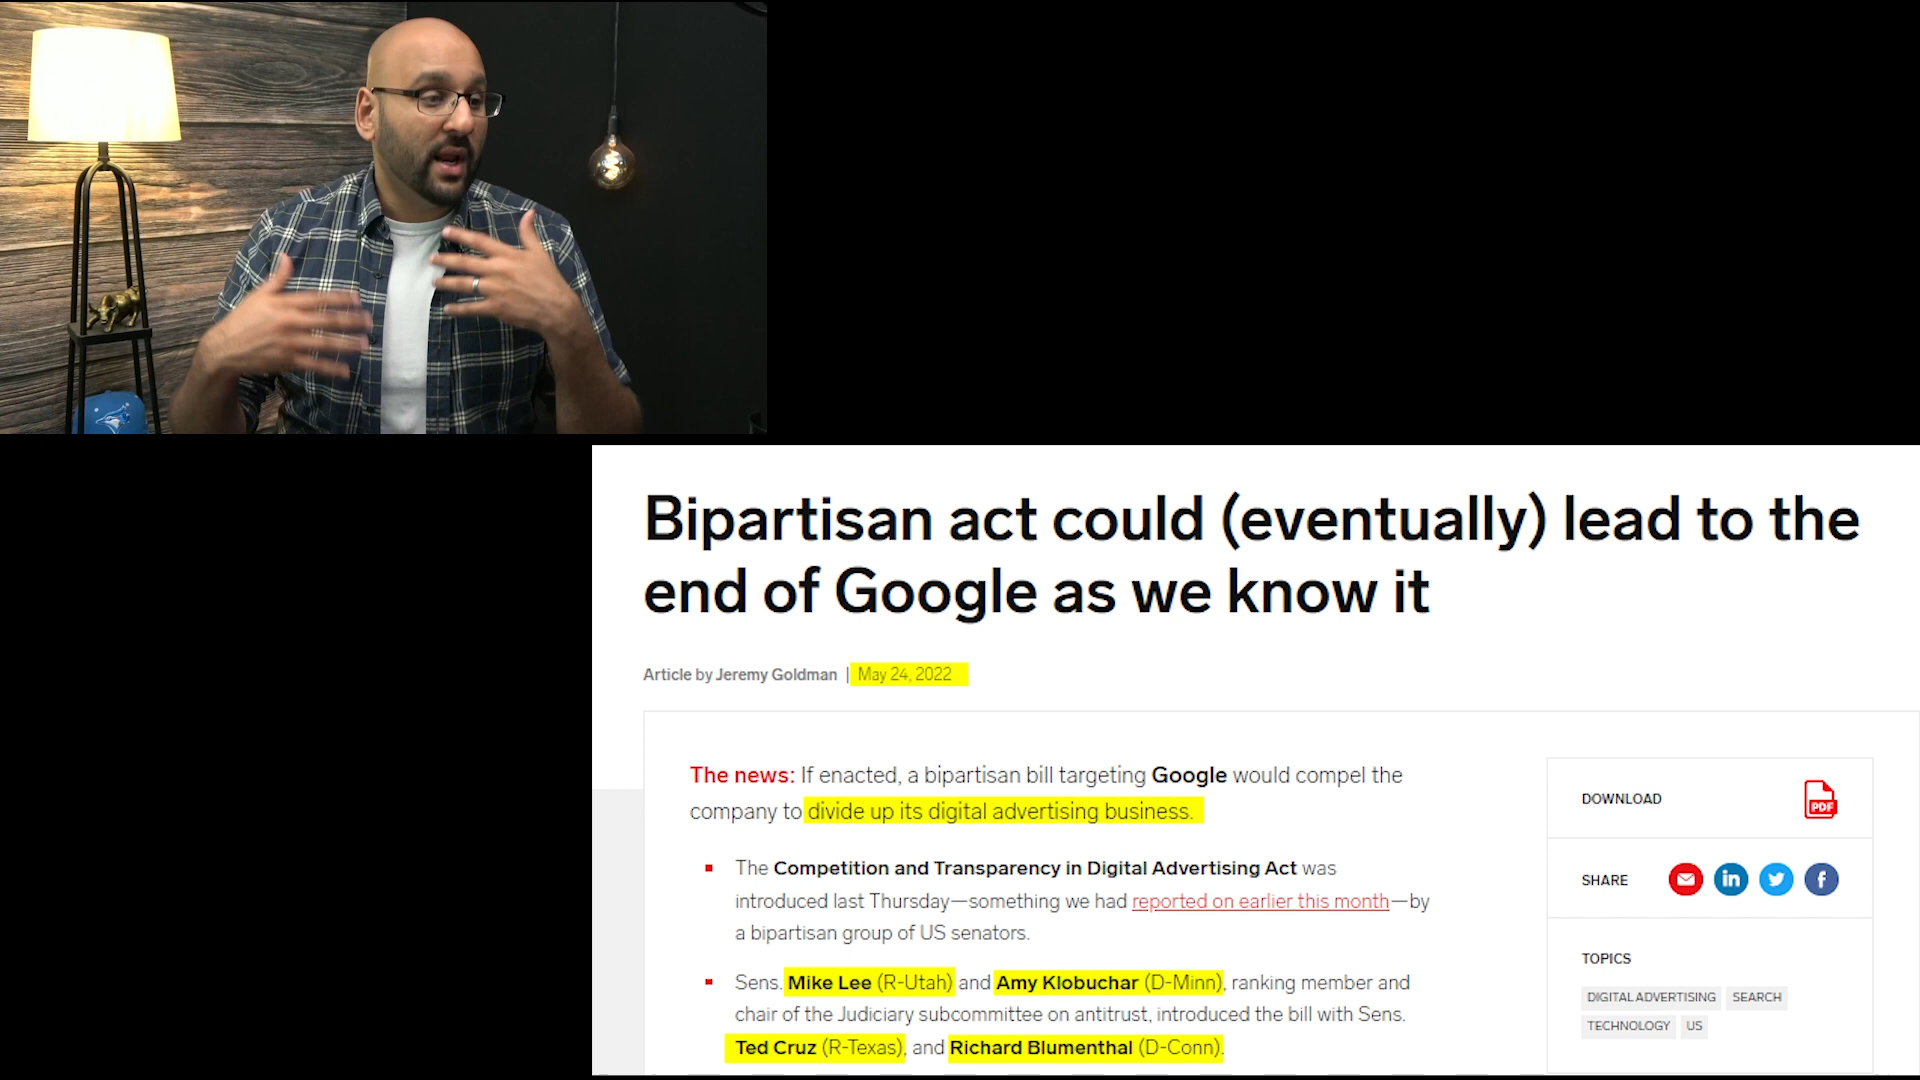 Bipartisan act could (eventually) lead to the
end of Google as we know it
Article by Jeremy Goldman | May 24, 2022
The news: If enacted, a bipartisan bill targeting Google would compel the
company to divide up its digital advertising business.
The Competition and Transparency in Digital Advertising Act was
introduced last Thursday—something we had reported on earlier this month—by
a bipartisan group of US senators.
Sens. Mike Lee (R-Utah) and Amy Klobuchar (D-Minn), ranking member and
chair of the Judiciary subcommittee on antitrust, introduced the bill with Sens.
Ted Cruz (R-Texas), and Richard Blumenthal (D-Conn).
DOWNLOAD
PDF
SHARE
in
f
TOPICS
DIGITAL ADVERTISING SEARCH
TECHNOLOGY US